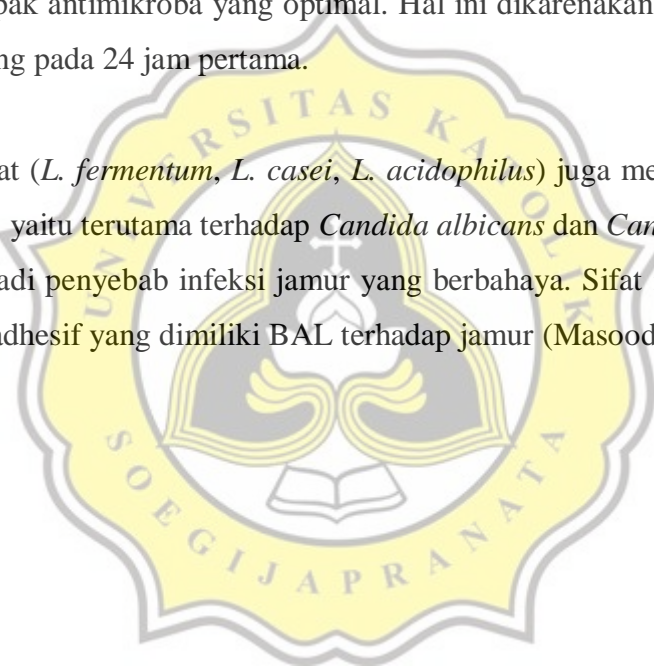 pak antimikroba yang optimal. Hal ini dikarenakan
ng pada 24 jam pertama.
at (L. fermentum, L. casei, L. acidophilus) juga me
yaitu terutama terhadap Candida albicans dan Can
adi penyebab infeksi jamur yang berbahaya. Sifat
adhesif yang dimiliki BAL terhadap jamur (Masood
UNIVERSITAS KATOLIK
SOEGIJAPRANATA